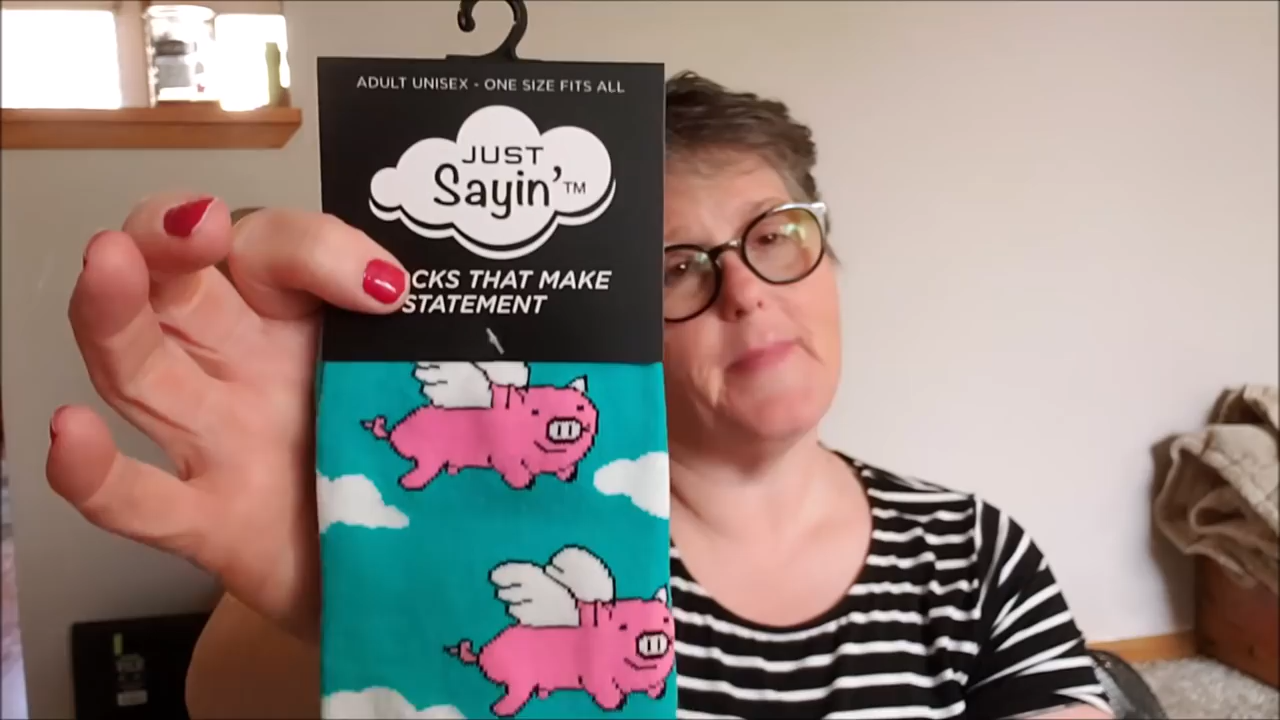 ADULT UNISEX - ONE SIZE FITS ALL
JUST
Sayin'™
CKS THAT MAKE
STATEMENT